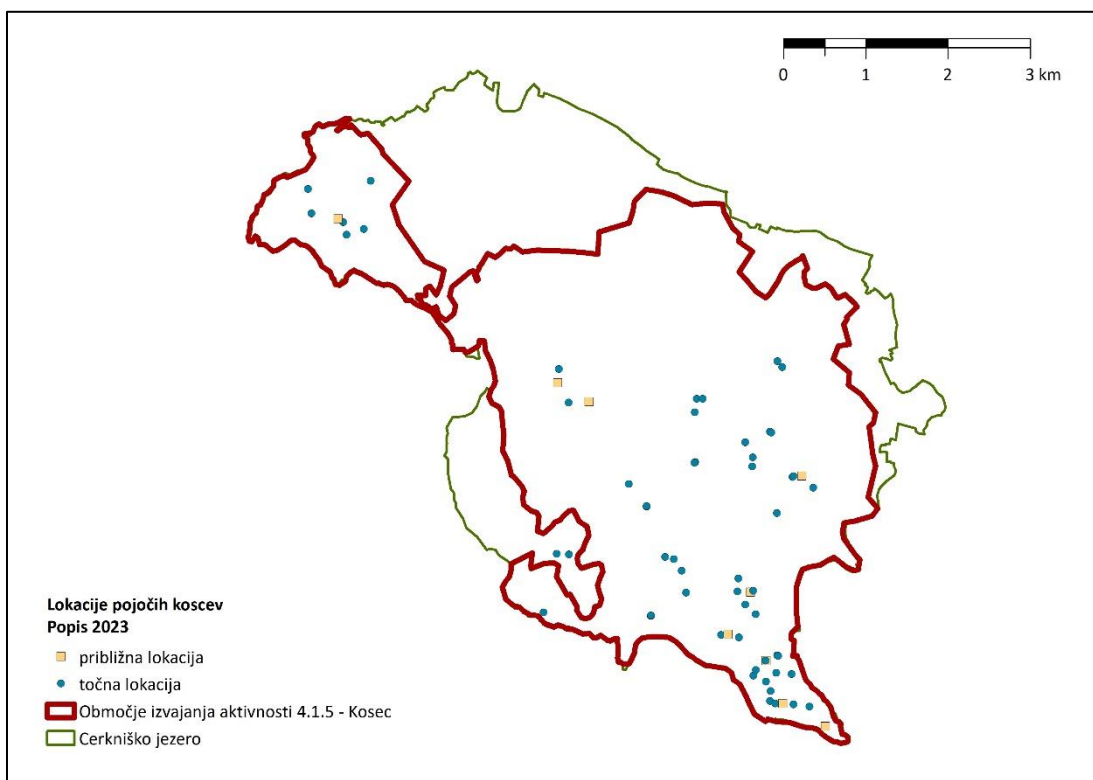 0 1 2 3 km
Lokacije pojočih koscev
Popis 2023
približna lokacija
točna lokacija
Območje izvajanja aktivnosti 4.1.5 - Kosec
Cerkniško jezero